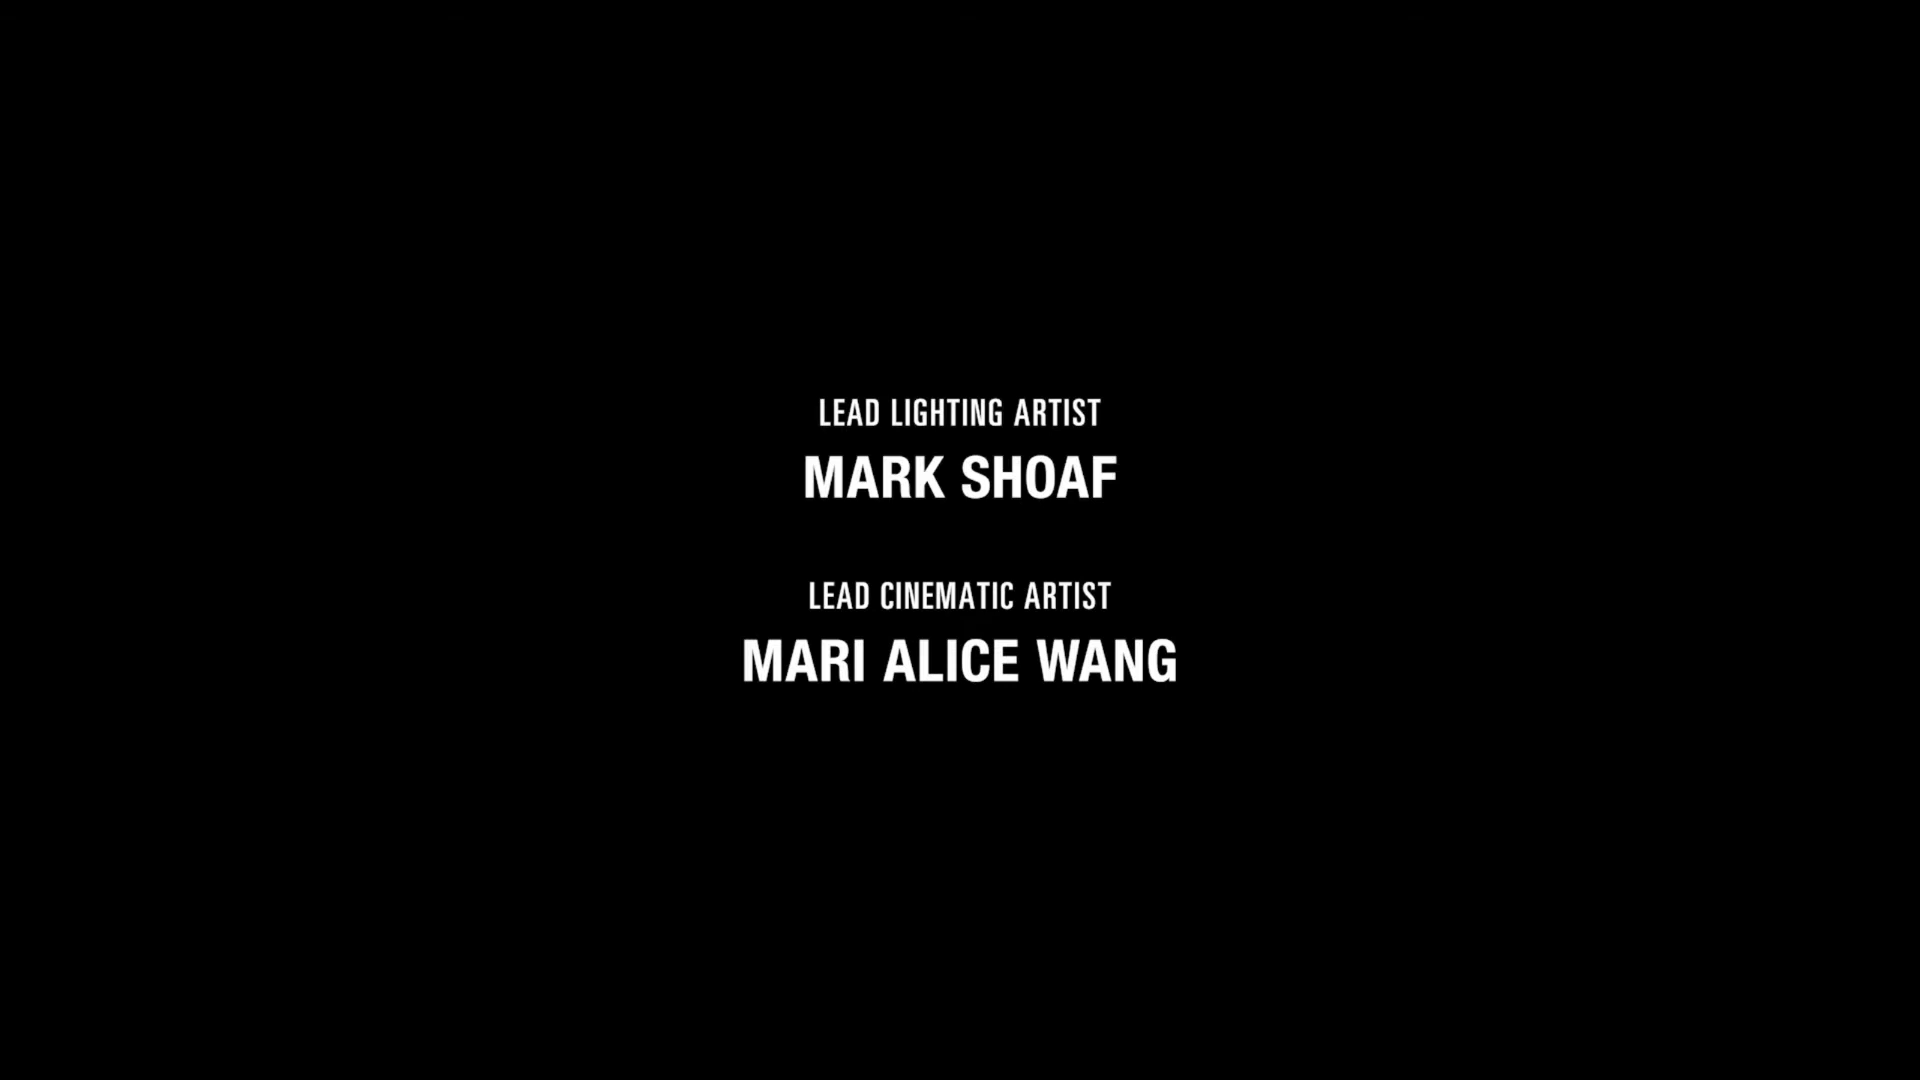 LEAD LIGHTING ARTIST
MARK SHOAF
LEAD CINEMATIC ARTIST
MARI ALICE WANG